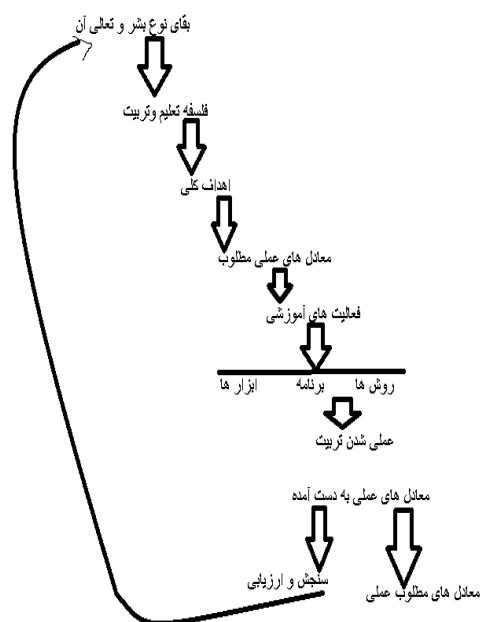 بقای نوع بشر و تعالی آن
فلسفه تعلیم وتربیت
اهداف کلی
معادل های عملی مطلوب
فعالیت های آموزشی
روش ها برنامه ابزار ها
عملی شدن تربیت
معادل های عملی به دست آمده
سنجش و ارزیابی
معادل های مطلوب عملی